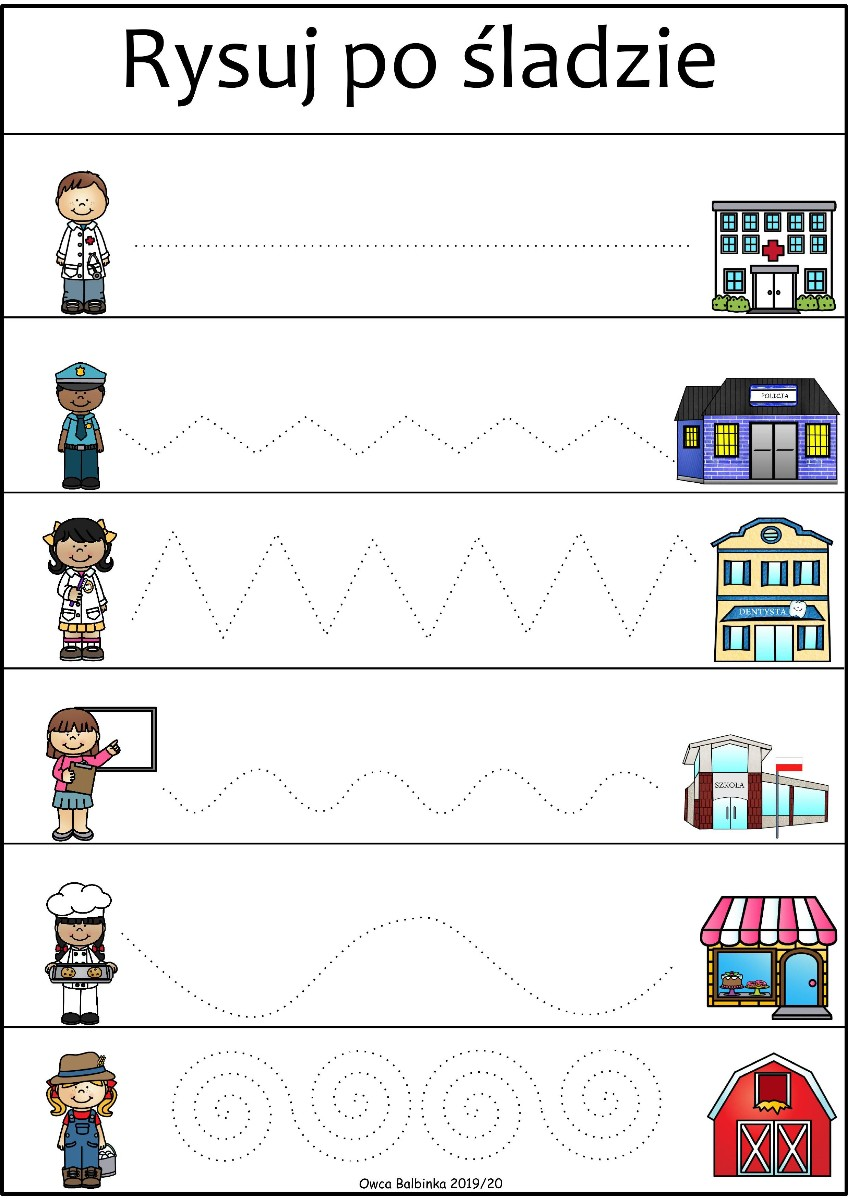 Rysuj po śladzie
POLICJA
DENTYSTA
SZKOŁA
Owca Balbinka 2019/20